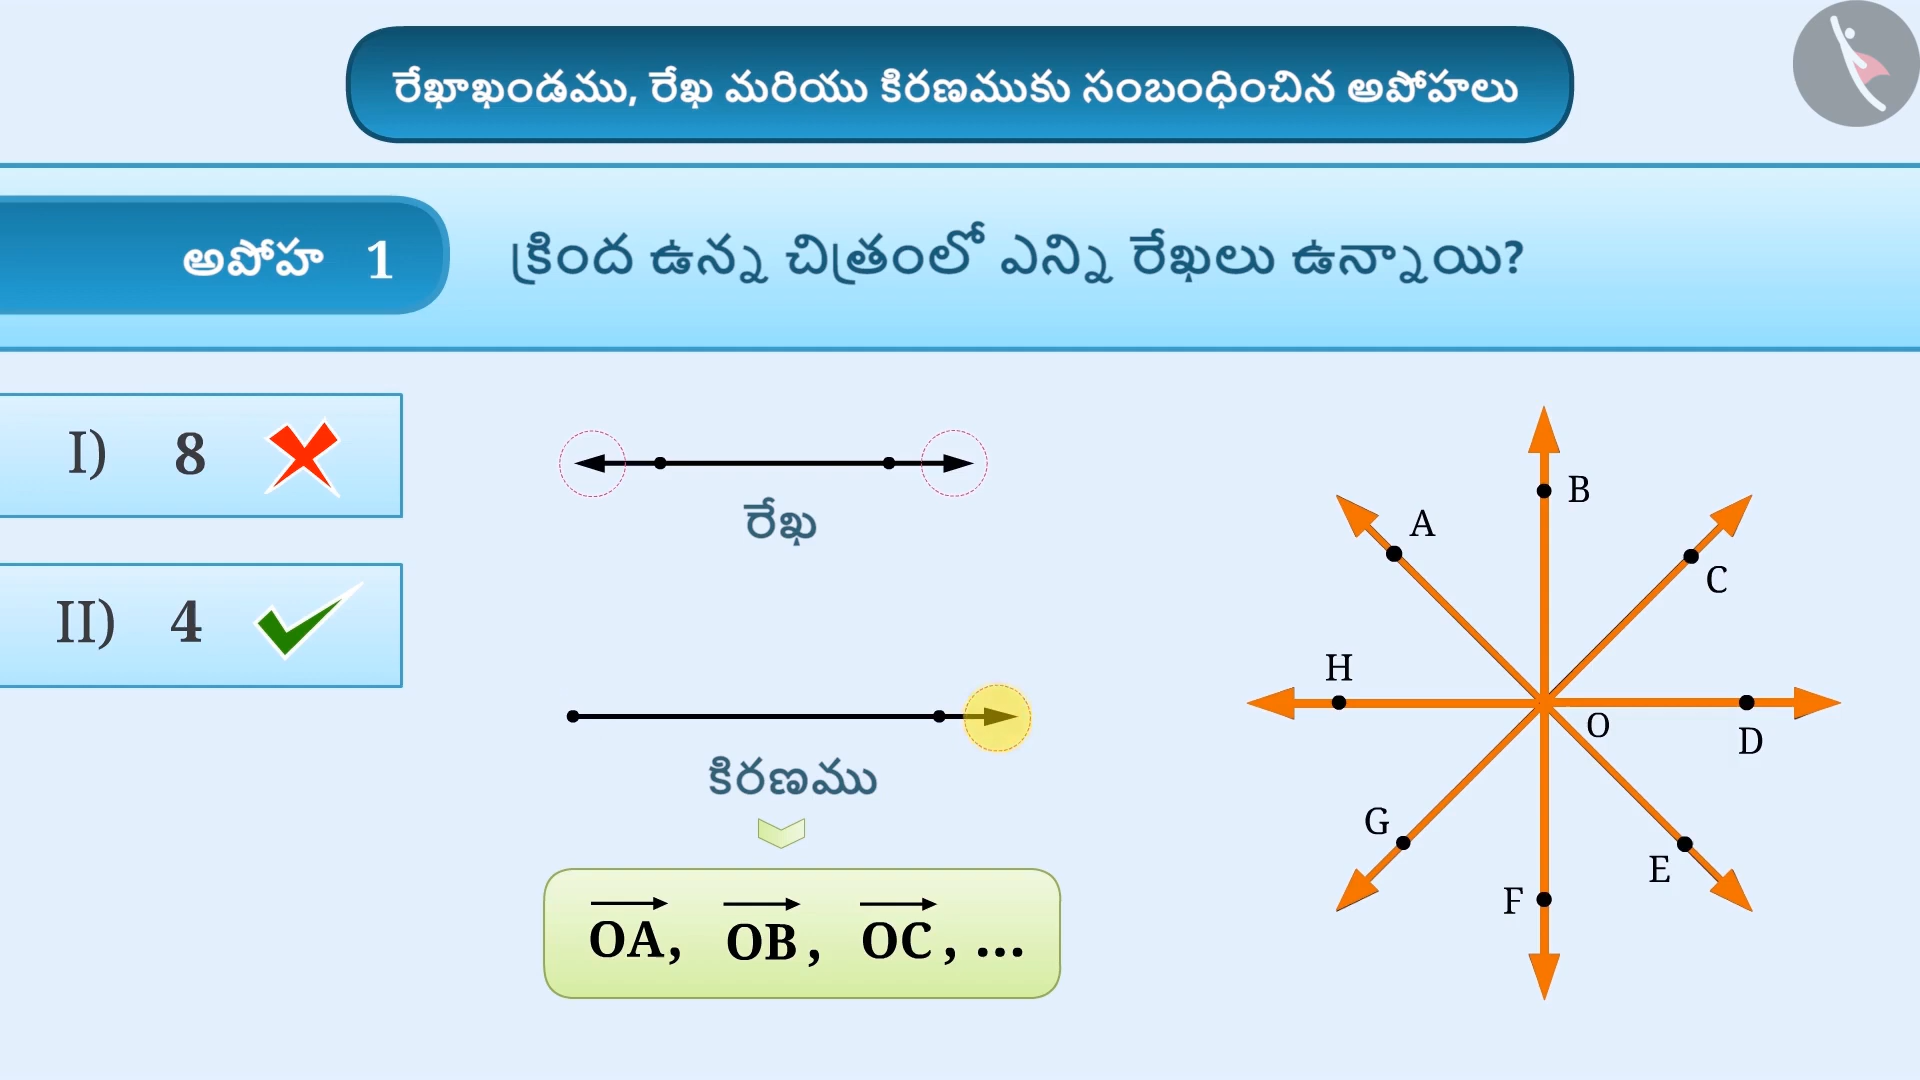 రేఖాఖండము, రేఖ మరియు కిరణముకు సంబంధించిన అపోహలు
అపోహ 1
క్రింద ఉన్న చిత్రంలో ఎన్ని రేఖలు ఉన్నాయి?
I) 8
II) 4
రేఖ
కిరణము
OA, OB, OC, ...
B
A
C
H
O
D
G
E
F